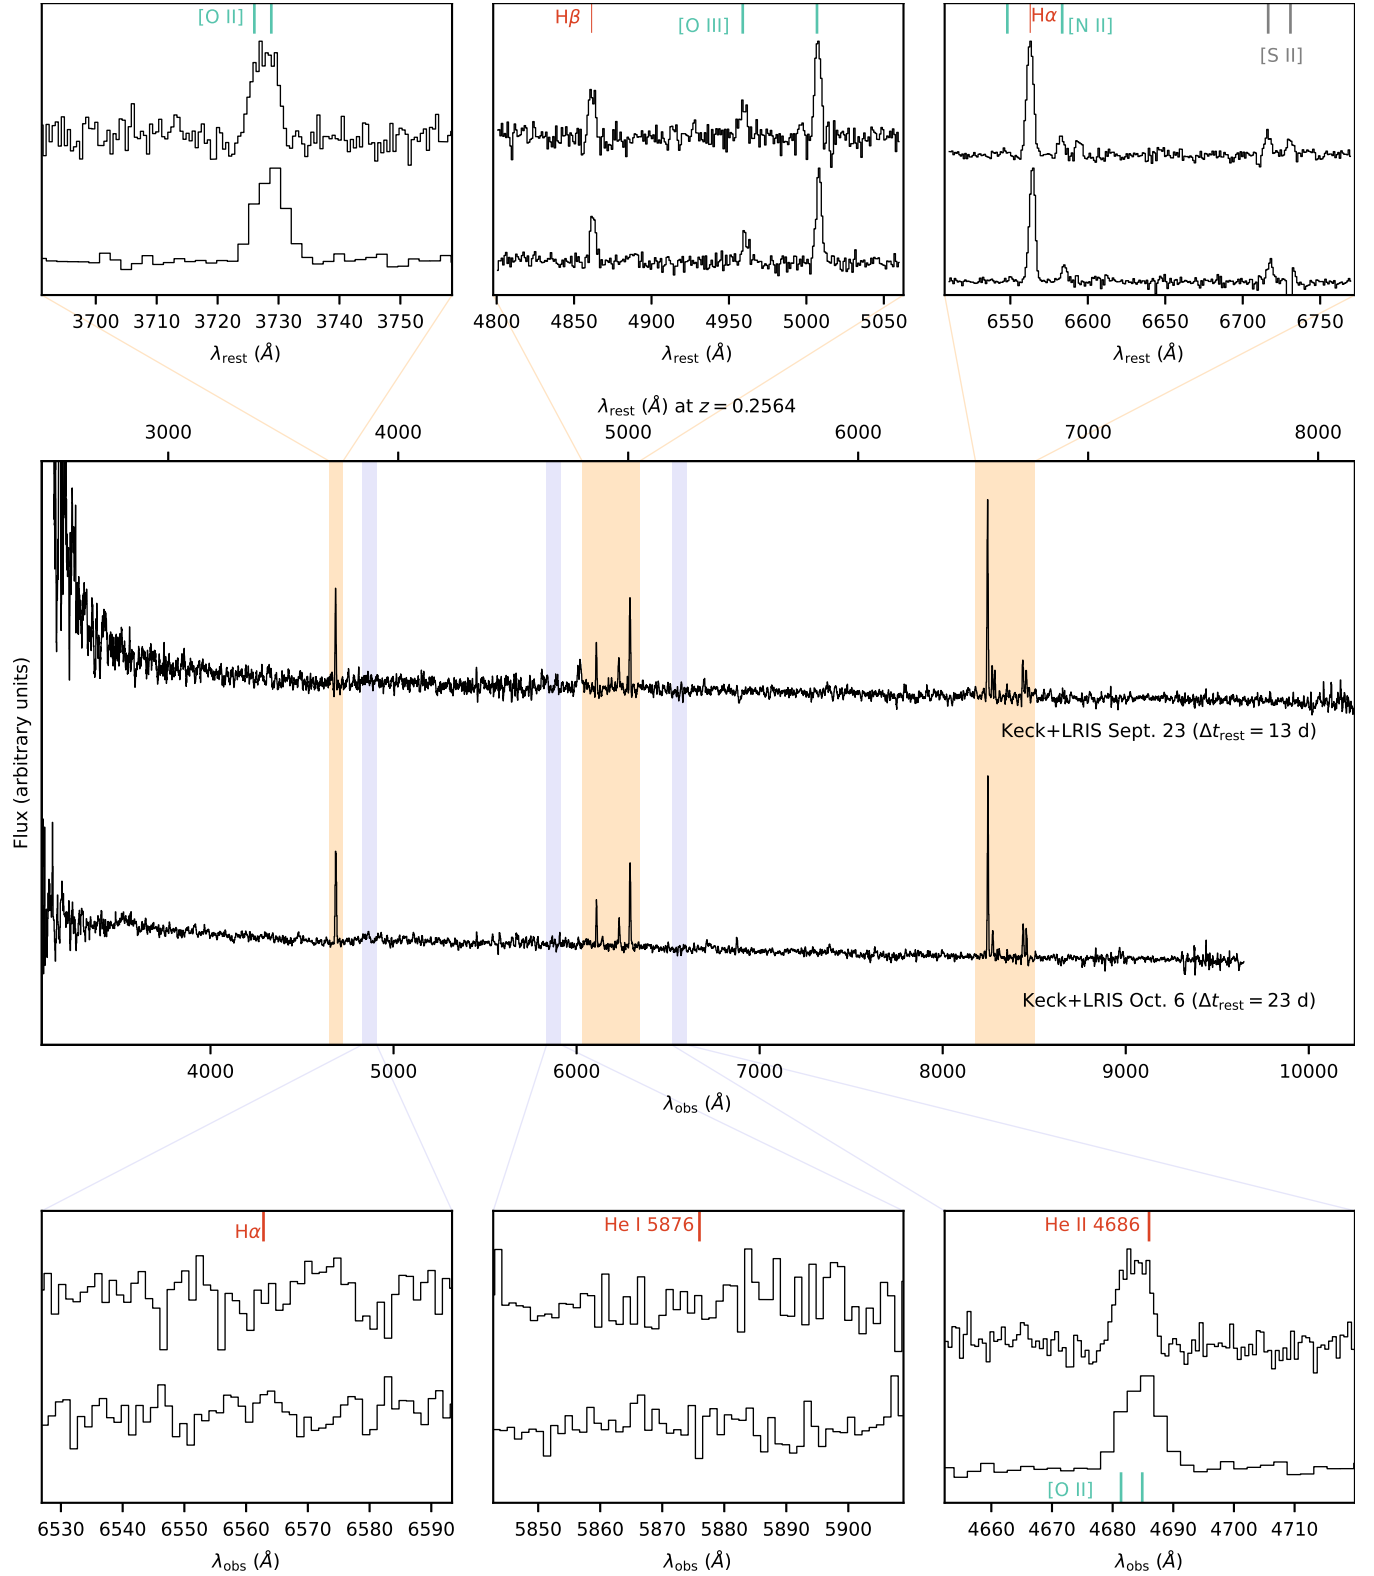 [O II]
Hβ
[O III]
Hα
[N II]
[S II]
3700 3710 3720 3730 3740 3750
4800 4850 4900 4950 5000 5050
6550 6600 6650 6700 6750
λrest (Å)
λrest (Å)
λrest (Å)
λrest (Å) at z = 0.2564
3000 4000 5000 6000 7000 8000
Flux (arbitrary units)
Keck+LRIS Sept. 23 (Δtrest = 13 d)
Keck+LRIS Oct. 6 (Δtrest = 23 d)
4000 5000 6000 7000 8000 9000 10000
λobs (Å)
Hα
He I 5876
He II 4686
[O II]
6530 6540 6550 6560 6570 6580 6590
5850 5860 5870 5880 5890 5900
4660 4670 4680 4690 4700 4710
λobs (Å)
λobs (Å)
λobs (Å)